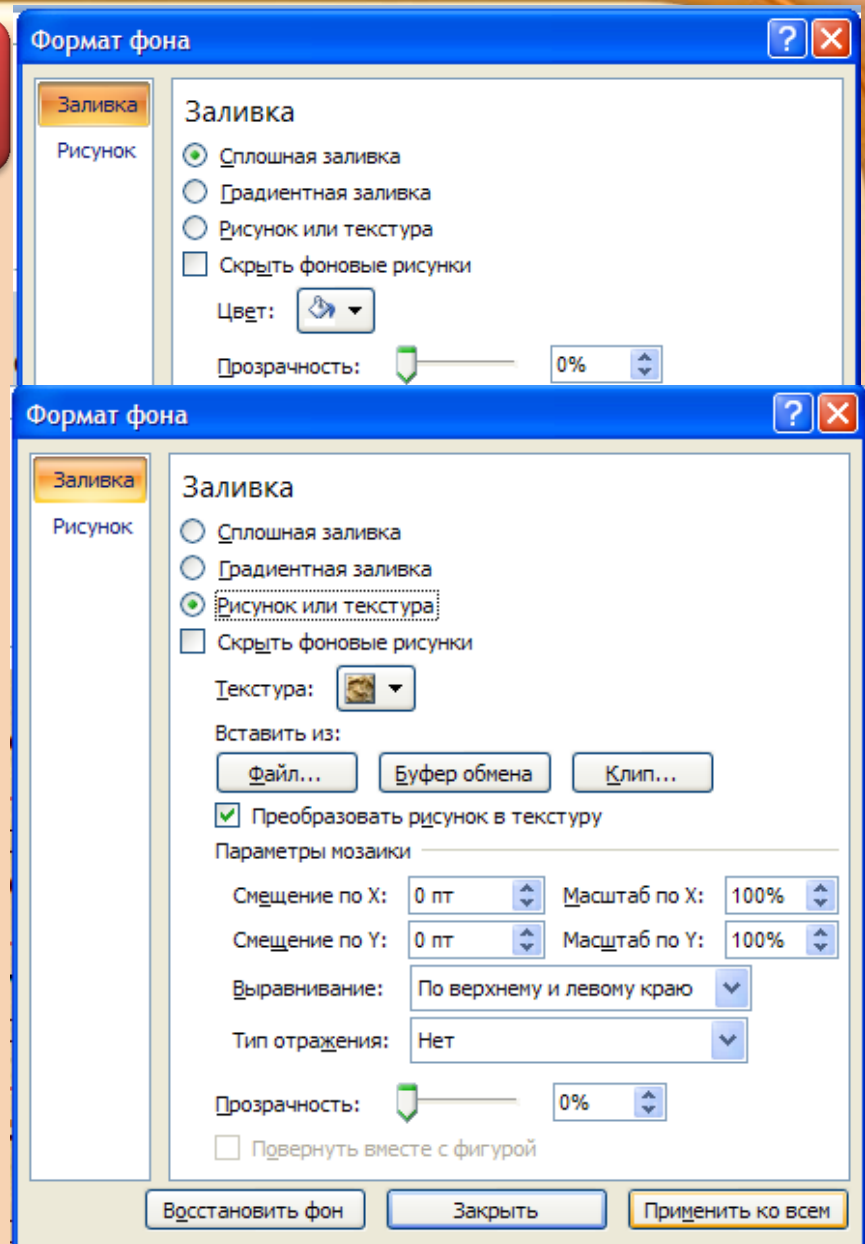 Формат фона
Заливка
Рисунок
Заливка
Сплошная заливка
Градиентная заливка
Рисунок или текстура
Скрыть фоновые рисунки
Цвет:
Прозрачность: 0%
Формат фона
Заливка
Рисунок
Заливка
Сплошная заливка
Градиентная заливка
Рисунок или текстура
Скрыть фоновые рисунки
Текстура:
Вставить из:
Файл... Буфер обмена Клип...
Преобразовать рисунок в текстуру
Параметры мозаики
Смещение по X: 0 пт Масштаб по X: 100%
Смещение по Y: 0 пт Масштаб по Y: 100%
Выравнивание: По верхнему и левому краю
Тип отражения: Нет
Прозрачность: 0%
Повернуть вместе с фигурой
Восстановить фон Закрыть Применить ко всем